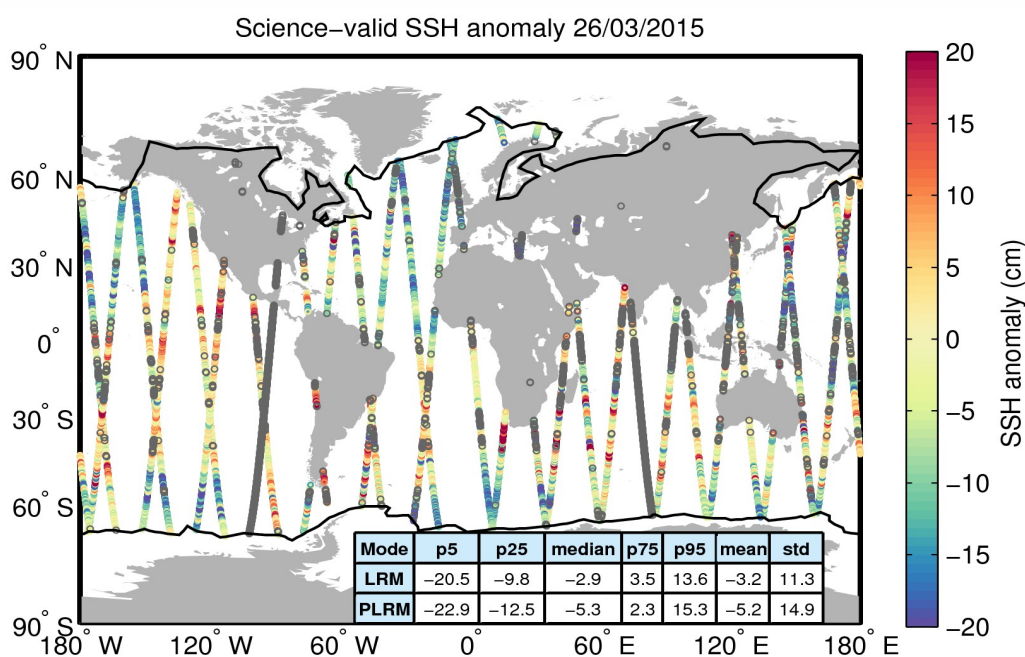 Science−valid SSH anomaly 26/03/2015
90° N
60° N
30° N
0°
30° S
60° S
90° S
180° W
120° W
60° W
0°
60° E
120° E
180° E
20
15
10
5
0
−5
−10
−15
−20
SSH anomaly (cm)
Mode p5 p25 median p75 p95 mean std
LRM −20.5 −9.8 −2.9 3.5 13.6 −3.2 11.3
PLRM −22.9 −12.5 −5.3 2.3 15.3 −5.2 14.9